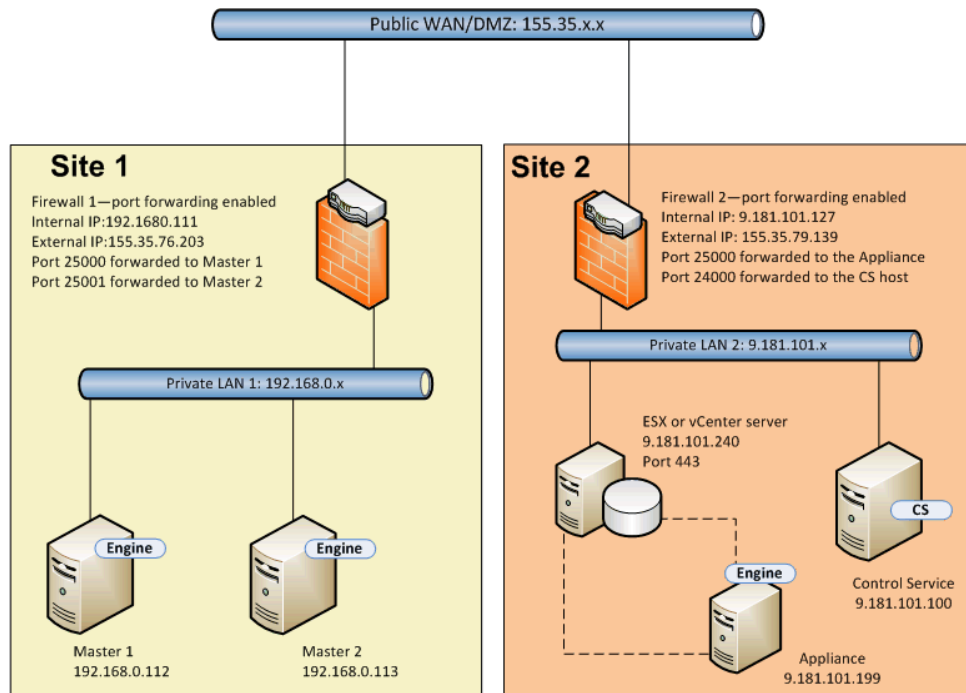 Public WAN/DMZ: 155.35.x.x
Site 1
Firewall 1—port forwarding enabled
Internal IP:192.1680.111
External IP:155.35.76.203
Port 25000 forwarded to Master 1
Port 25001 forwarded to Master 2
Private LAN 1: 192.168.0.x
Engine
Master 1
192.168.0.112
Engine
Master 2
192.168.0.113
Site 2
Firewall 2—port forwarding enabled
Internal IP: 9.181.101.127
External IP: 155.35.79.139
Port 25000 forwarded to the Appliance
Port 24000 forwarded to the CS host
Private LAN 2: 9.181.101.x
ESX or vCenter server
9.181.101.240
Port 443
CS
Control Service
9.181.101.100
Engine
Appliance
9.181.101.199